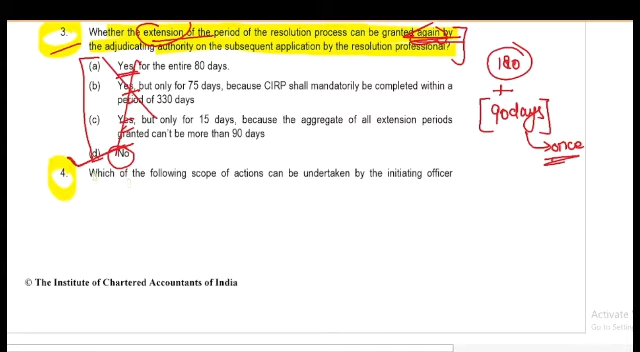 3. Whether the extension of the period of the resolution process can be granted again by
the adjudicating authority on the subsequent application by the resolution professional?
180
+
(a) Yes, for the entire 80 days.
[90 days]
(b) Yes, but only for 75 days, because CIRP shall mandatorily be completed within a
period of 330 days
(c) Yes, but only for 15 days, because the aggregate of all extension periods
granted can't be more than 90 days
→once
(d) No
4. Which of the following scope of actions can be undertaken by the initiating officer
© The Institute of Chartered Accountants of India
Activate
Go to Settin